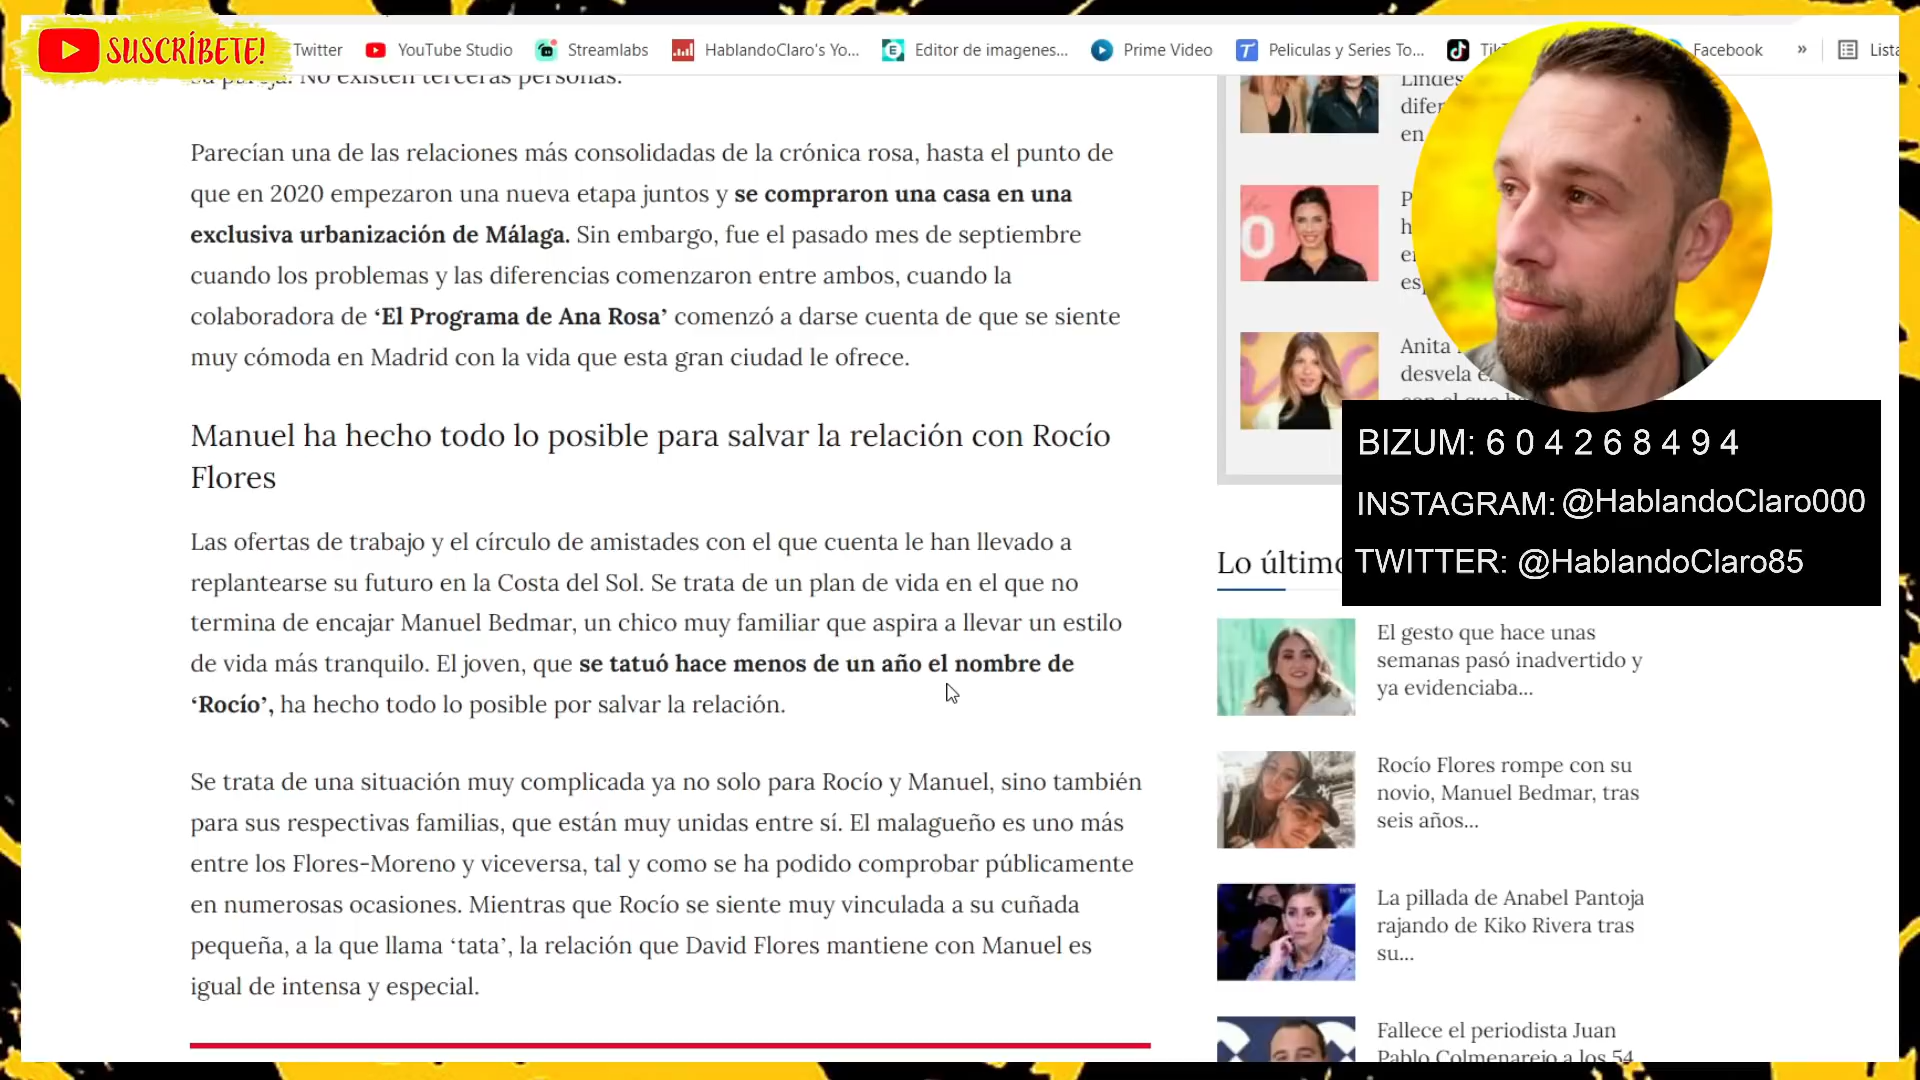 SUSCRÍBETE!
Twitter
YouTube Studio
Streamlabs
HablandoClaro's Yo...
Editor de imagenes...
Prime Video
Peliculas y Series To...
Facebook
»
No existen terceras personas.
Parecían una de las relaciones más consolidadas de la crónica rosa, hasta el punto de
que en 2020 empezaron una nueva etapa juntos y se compraron una casa en una
exclusiva urbanización de Málaga. Sin embargo, fue el pasado mes de septiembre
cuando los problemas y las diferencias comenzaron entre ambos, cuando la
colaboradora de ‘El Programa de Ana Rosa’ comenzó a darse cuenta de que se siente
muy cómoda en Madrid con la vida que esta gran ciudad le ofrece.
Manuel ha hecho todo lo posible para salvar la relación con Rocío
Flores
Las ofertas de trabajo y el círculo de amistades con el que cuenta le han llevado a
replantearse su futuro en la Costa del Sol. Se trata de un plan de vida en el que no
termina de encajar Manuel Bedmar, un chico muy familiar que aspira a llevar un estilo
de vida más tranquilo. El joven, que se tatuó hace menos de un año el nombre de
‘Rocío’, ha hecho todo lo posible por salvar la relación.
Se trata de una situación muy complicada ya no solo para Rocío y Manuel, sino también
para sus respectivas familias, que están muy unidas entre sí. El malagueño es uno más
entre los Flores-Moreno y viceversa, tal y como se ha podido comprobar públicamente
en numerosas ocasiones. Mientras que Rocío se siente muy vinculada a su cuñada
pequeña, a la que llama ‘tata’, la relación que David Flores mantiene con Manuel es
igual de intensa y especial.
en
Anita
desvela
BIZUM: 6 0 4 2 6 8 4 9 4
INSTAGRAM: @HablandoClaro000
TWITTER: @HablandoClaro85
Lo último
El gesto que hace unas
semanas pasó inadvertido y
ya evidenciaba...
Rocío Flores rompe con su
novio, Manuel Bedmar, tras
seis años...
La pillada de Anabel Pantoja
rajando de Kiko Rivera tras
su...
Fallece el periodista Juan
Pablo Colmenarejo a los 54